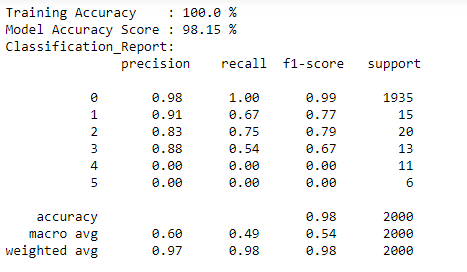 Training Accuracy    : 100.0 %
Model Accuracy Score : 98.15 %
Classification_Report:
              precision    recall  f1-score   support

           0       0.98      1.00      0.99      1935
           1       0.91      0.67      0.77        15
           2       0.83      0.75      0.79        20
           3       0.88      0.54      0.67        13
           4       0.00      0.00      0.00        11
           5       0.00      0.00      0.00         6

    accuracy                           0.98      2000
   macro avg       0.60      0.49      0.54      2000
weighted avg       0.97      0.98      0.98      2000